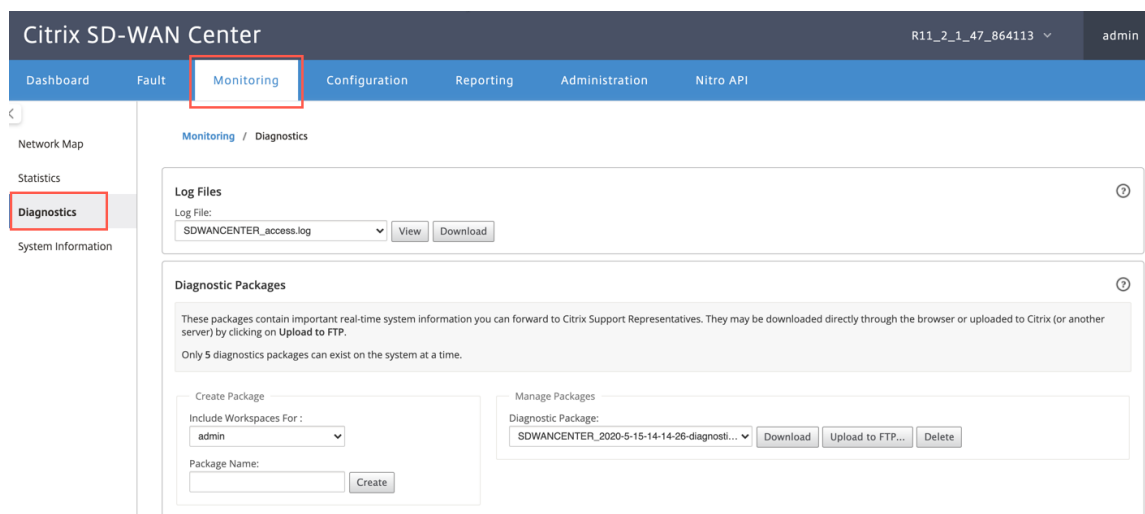 Citrix SD-WAN Center
R11_2_1_47_864113
admin
Dashboard
Fault
Monitoring
Configuration
Reporting
Administration
Nitro API
Network Map
Statistics
Diagnostics
System Information
Monitoring / Diagnostics
Log Files
Log File:
SDWANCENTER_access.log
View
Download
Diagnostic Packages
These packages contain important real-time system information you can forward to Citrix Support Representatives. They may be downloaded directly through the browser or uploaded to Citrix (or another
server) by clicking on Upload to FTP.
Only 5 diagnostics packages can exist on the system at a time.
Create Package
Include Workspaces For :
admin
Package Name:
Create
Manage Packages
Diagnostic Package:
SDWANCENTER_2020-5-15-14-14-26-diagnosti...
Download
Upload to FTP...
Delete